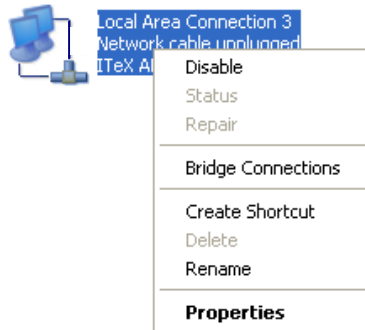 Local Area Connection 3
Network cable unplugged
ITeX
Disable
Status
Repair
Bridge Connections
Create Shortcut
Delete
Rename
Properties